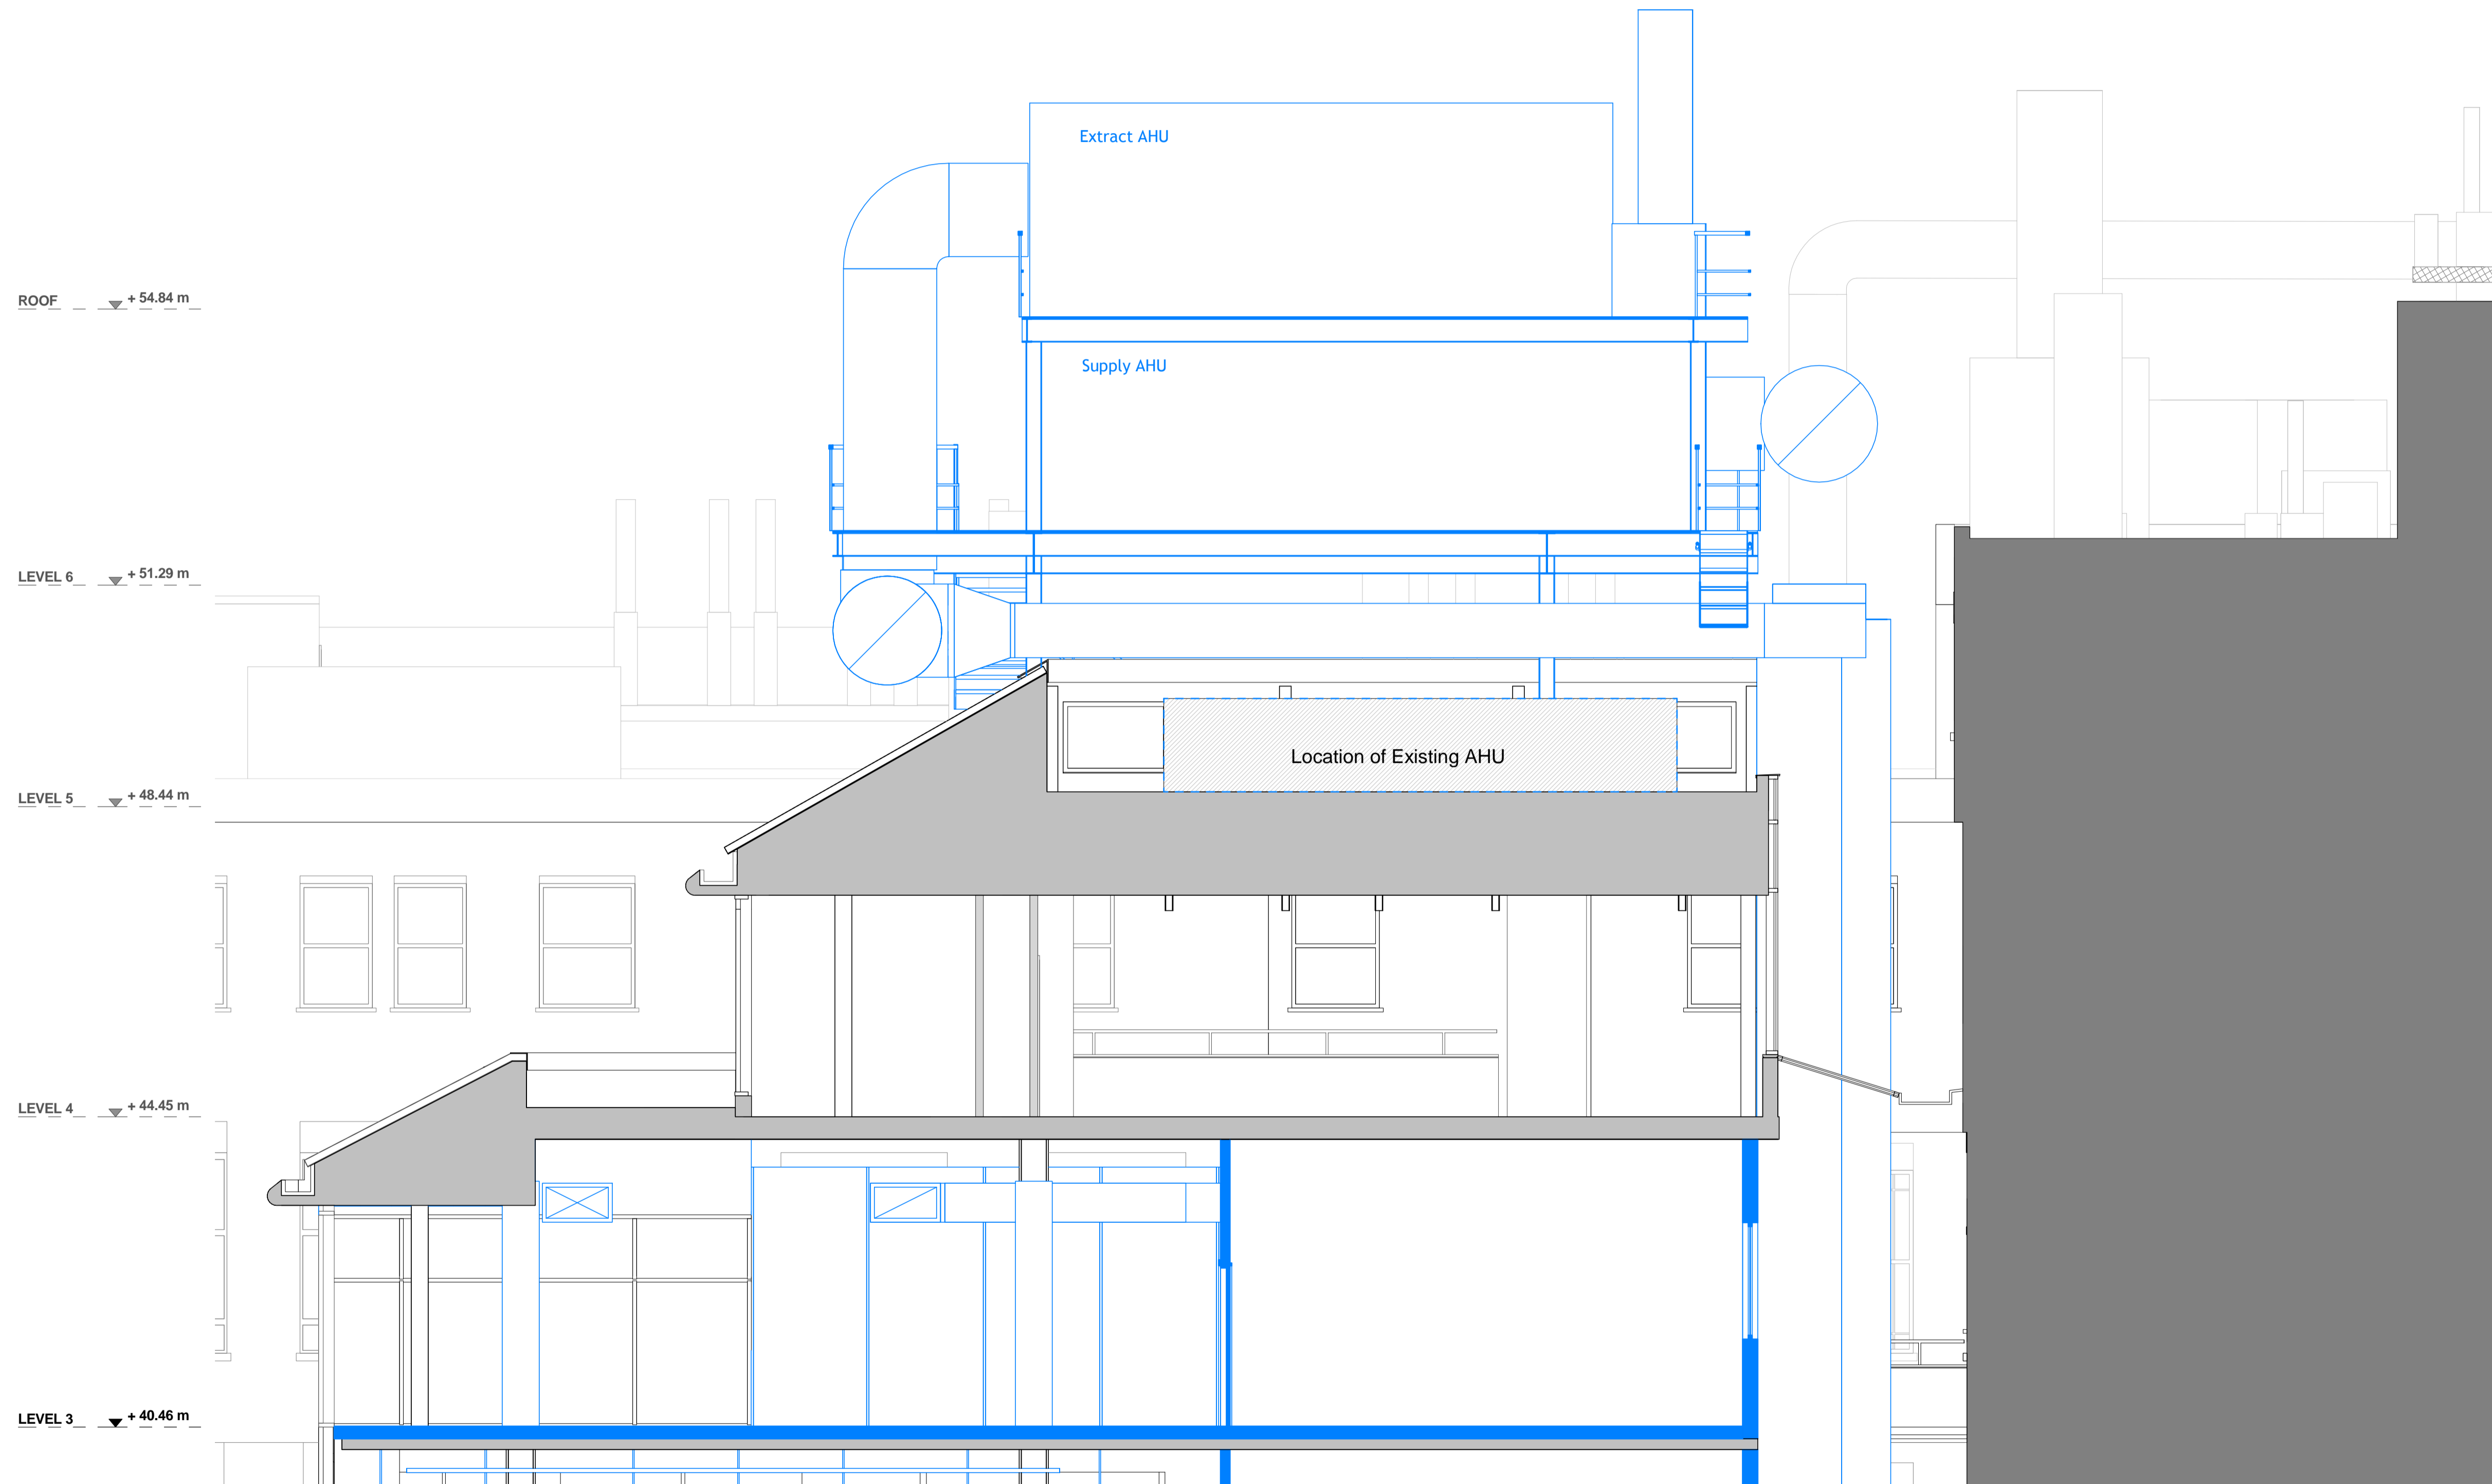 Extract AHU
ROOF + 54.84 m
Supply AHU
LEVEL 6 + 51.29 m
Location of Existing AHU
LEVEL 5 + 48.44 m
LEVEL 4 + 44.45 m
LEVEL 3 + 40.46 m